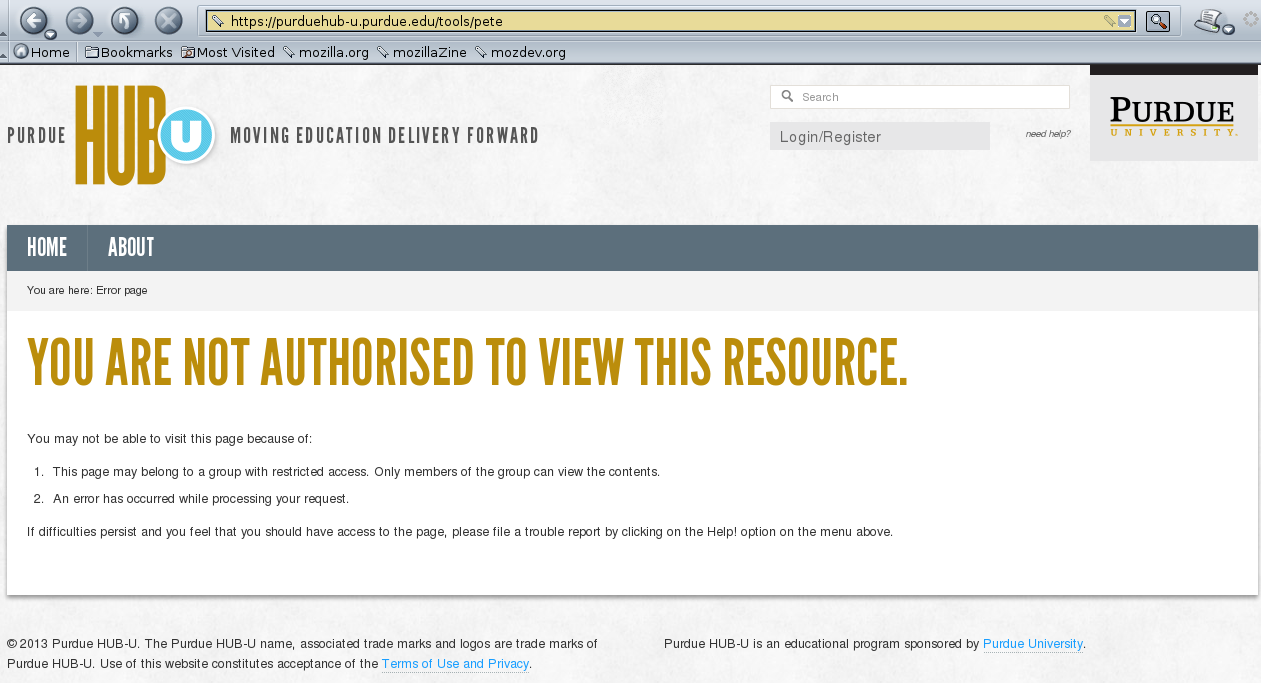 https://purduehub-u.purdue.edu/tools/pete
Home Bookmarks Most Visited mozilla.org mozillaZine mozdev.org
PURDUE HUB U MOVING EDUCATION DELIVERY FORWARD
Search
Login/Register need help?
PURDUE
UNIVERSITY.
HOME ABOUT
You are here: Error page
YOU ARE NOT AUTHORISED TO VIEW THIS RESOURCE.
You may not be able to visit this page because of:
1. This page may belong to a group with restricted access. Only members of the group can view the contents.
2. An error has occurred while processing your request.
If difficulties persist and you feel that you should have access to the page, please file a trouble report by clicking on the Help! option on the menu above.
© 2013 Purdue HUB-U. The Purdue HUB-U name, associated trade marks and logos are trade marks of
Purdue HUB-U. Use of this website constitutes acceptance of the Terms of Use and Privacy.
Purdue HUB-U is an educational program sponsored by Purdue University.